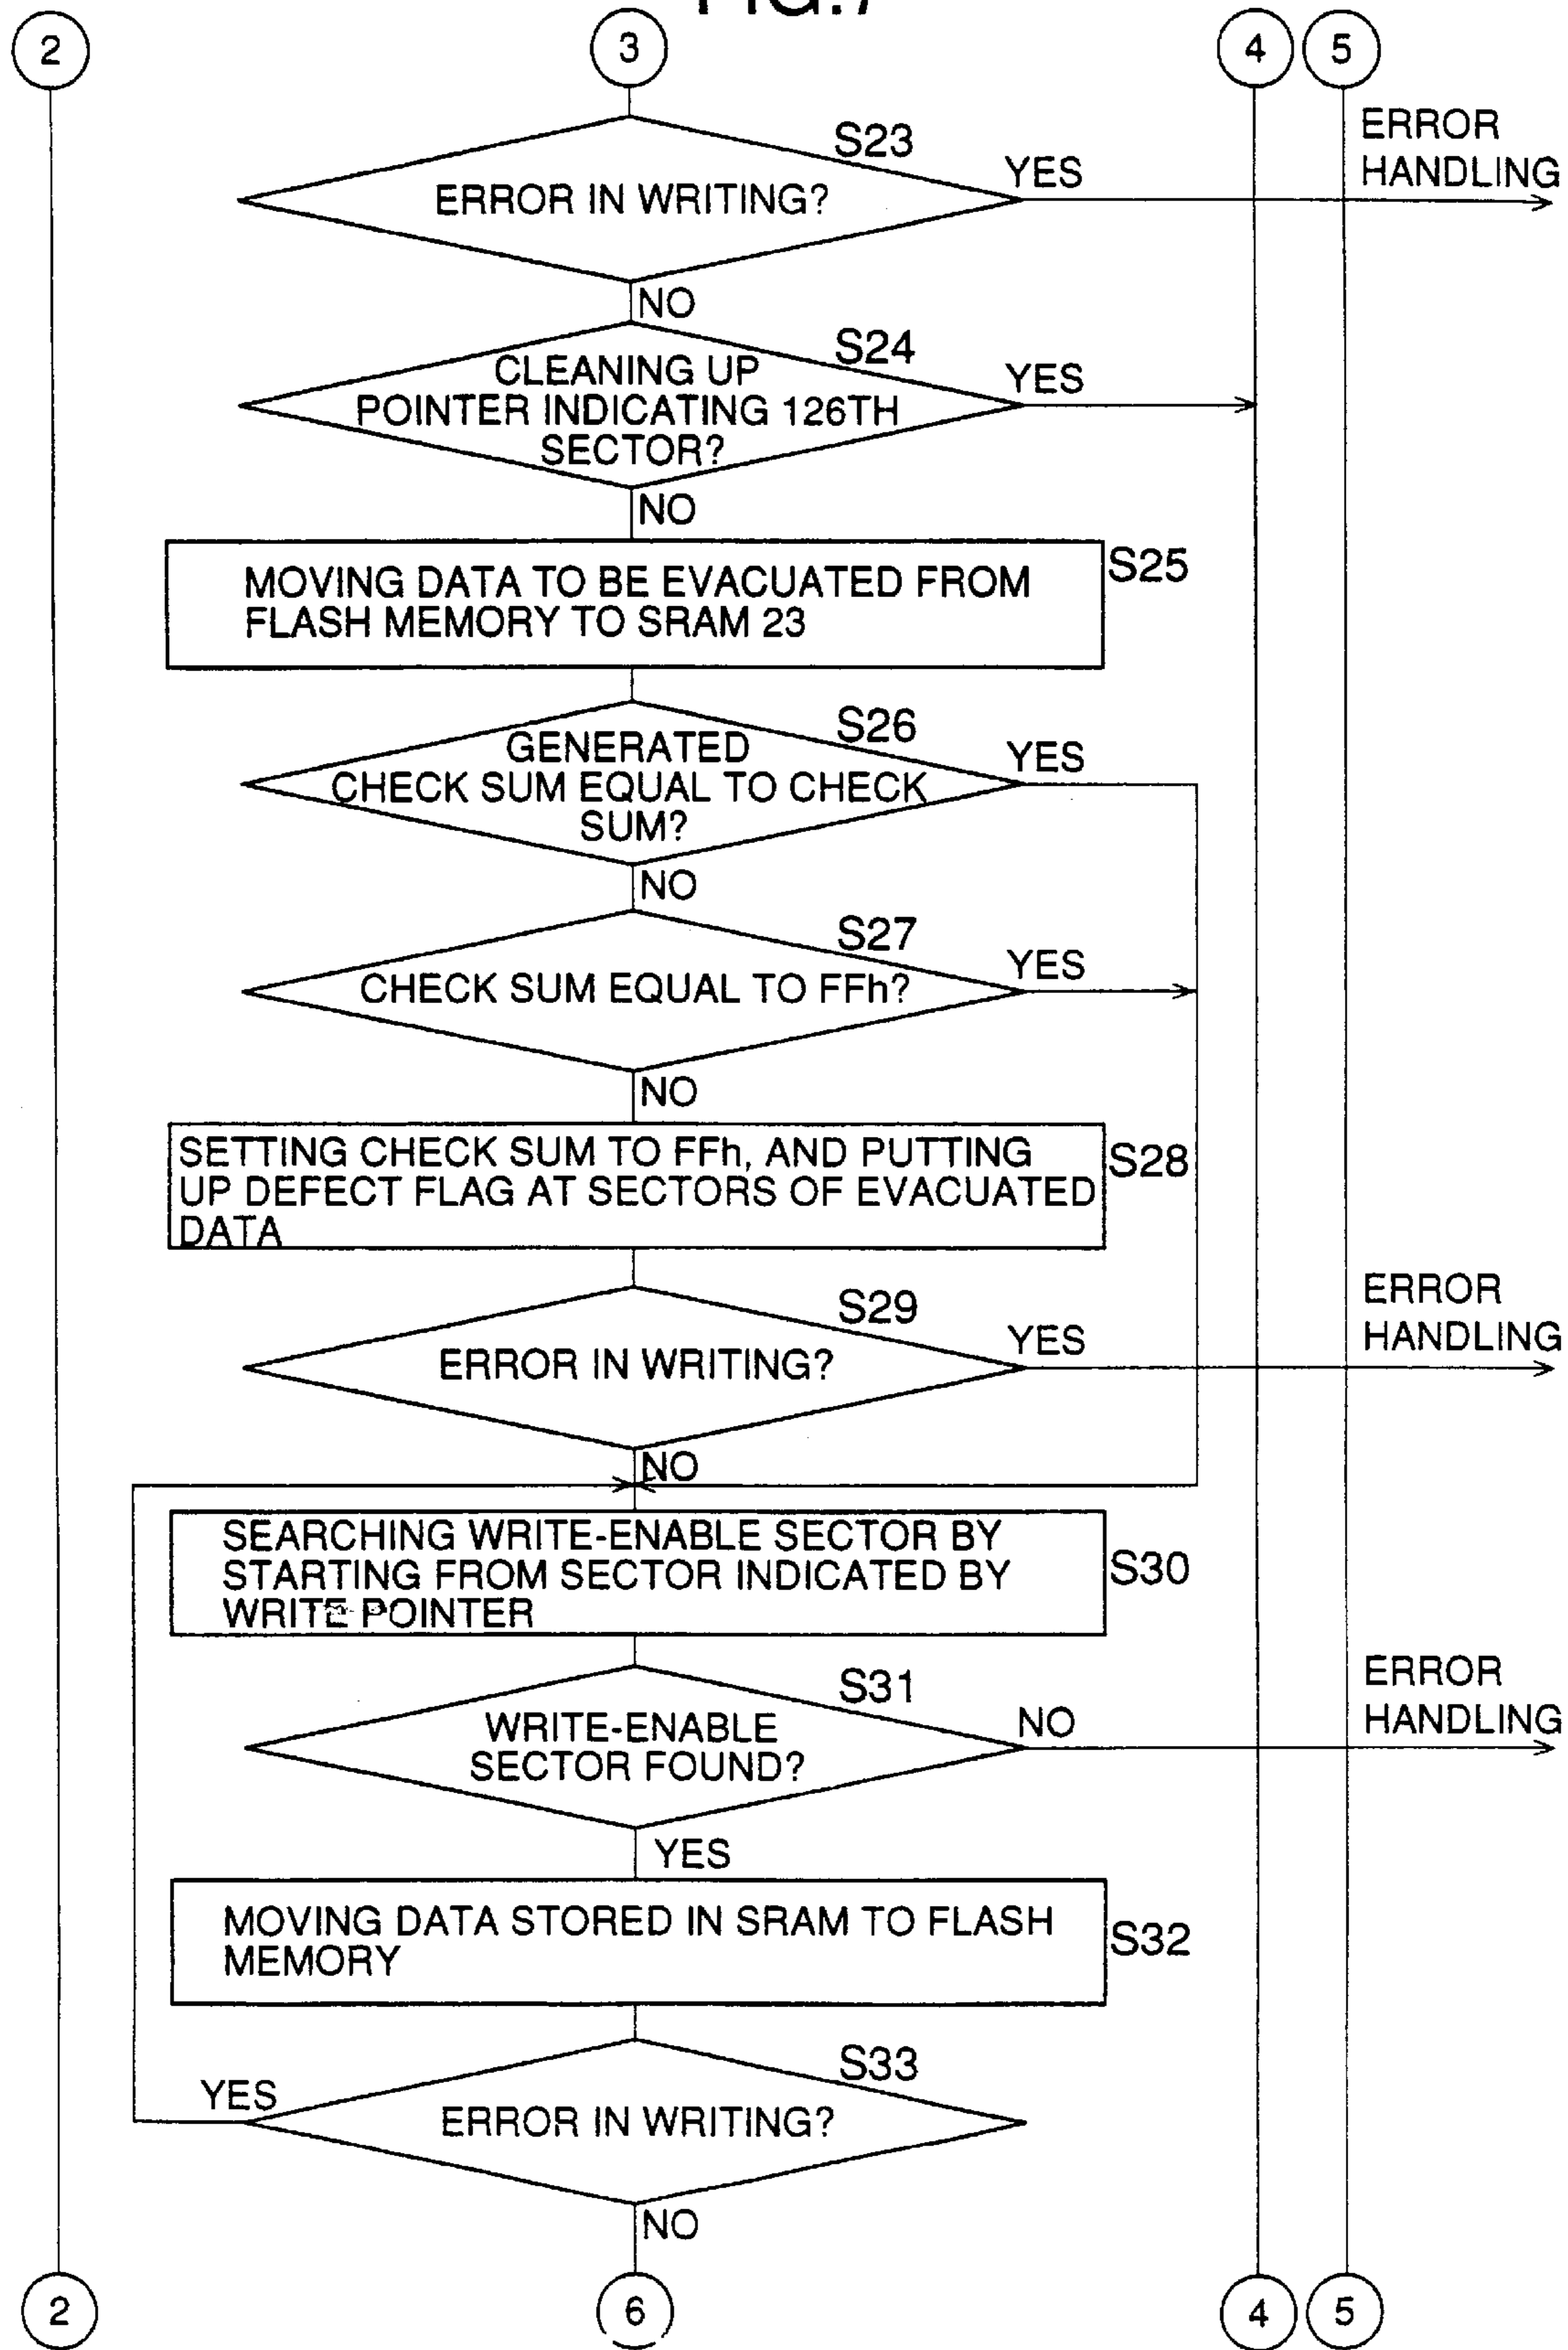 FIG.7
2
3
4
5
S23
ERROR IN WRITING?
YES
ERROR
HANDLING
NO
S24
CLEANING UP
POINTER INDICATING 126TH
SECTOR?
YES
NO
S25
MOVING DATA TO BE EVACUATED FROM
FLASH MEMORY TO SRAM 23
S26
GENERATED
CHECK SUM EQUAL TO CHECK
SUM?
YES
NO
S27
CHECK SUM EQUAL TO FFh?
YES
NO
SETTING CHECK SUM TO FFh, AND PUTTING
UP DEFECT FLAG AT SECTORS OF EVACUATED
DATA
S28
S29
ERROR IN WRITING?
YES
ERROR
HANDLING
NO
SEARCHING WRITE-ENABLE SECTOR BY
STARTING FROM SECTOR INDICATED BY
WRITE POINTER
S30
S31
WRITE-ENABLE
SECTOR FOUND?
NO
ERROR
HANDLING
YES
MOVING DATA STORED IN SRAM TO FLASH
MEMORY
S32
S33
YES
ERROR IN WRITING?
NO
2
6
4
5